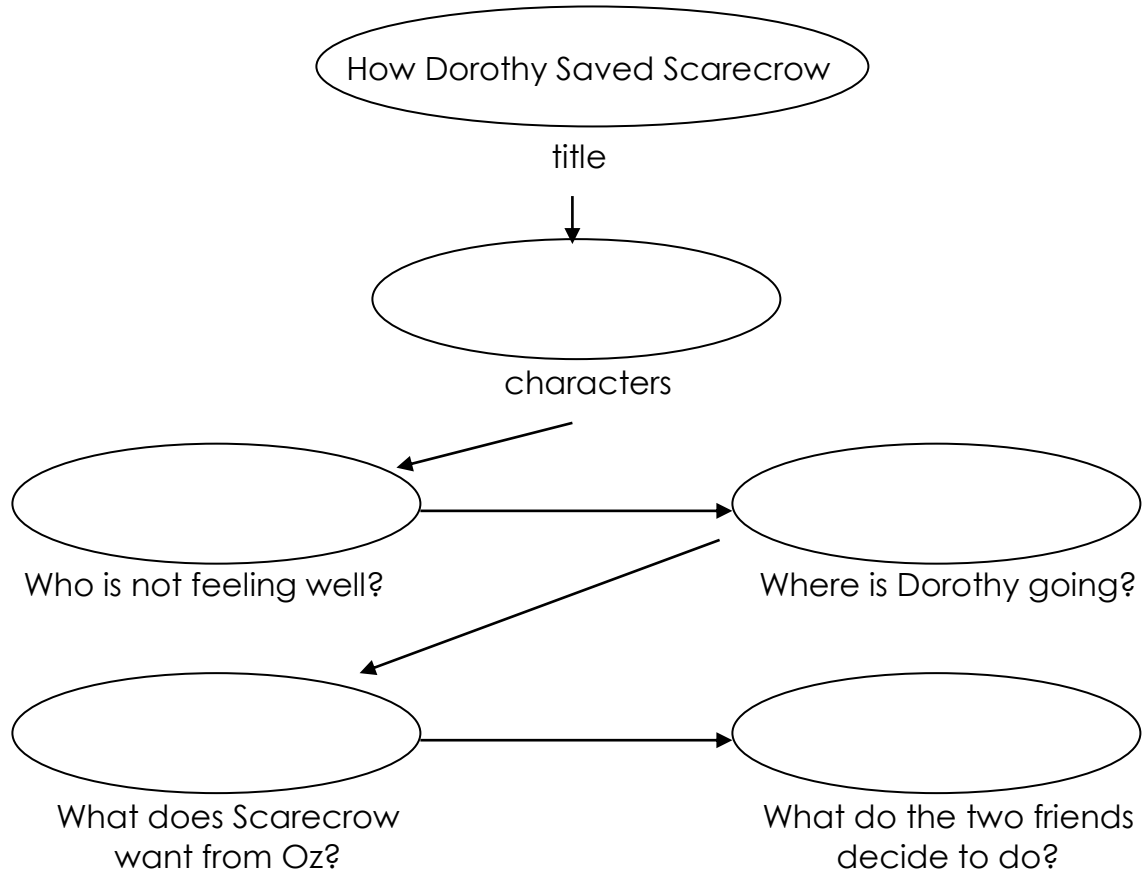 How Dorothy Saved Scarecrow
title
characters
Who is not feeling well?
Where is Dorothy going?
What does Scarecrow
want from Oz?
What do the two friends
decide to do?